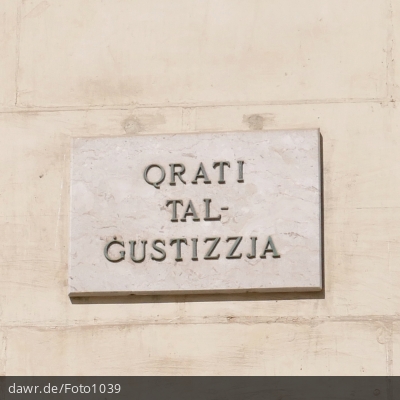 QRATI
TAL-
ĠUSTIZZJA
dawr.de/Foto1039